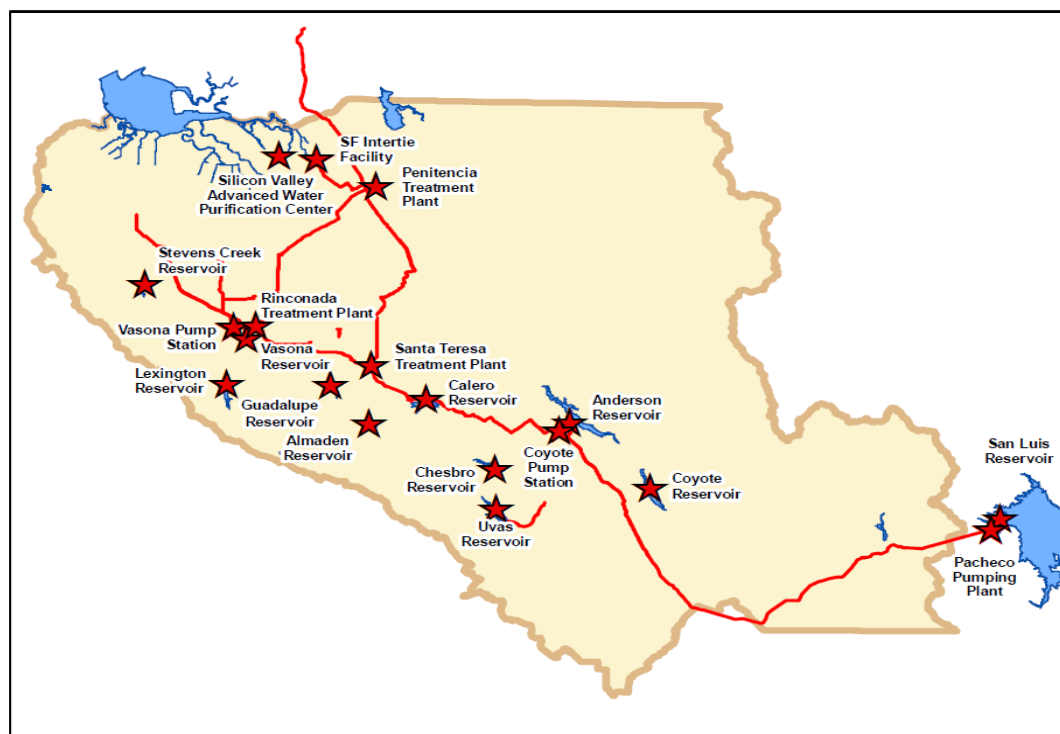 SF Intertie
Facility
Silicon Valley
Advanced Water
Purification Center
Penitencia
Treatment
Plant
Stevens Creek
Reservoir
Rinconada
Treatment Plant
Vasona Pump
Station
Vasona
Reservoir
Santa Teresa
Treatment Plant
Lexington
Reservoir
Guadalupe
Reservoir
Calero
Reservoir
Almaden
Reservoir
Anderson
Reservoir
Coyote
Pump
Station
Chesbro
Reservoir
Coyote
Reservoir
Uvas
Reservoir
San Luis
Reservoir
Pacheco
Pumping
Plant